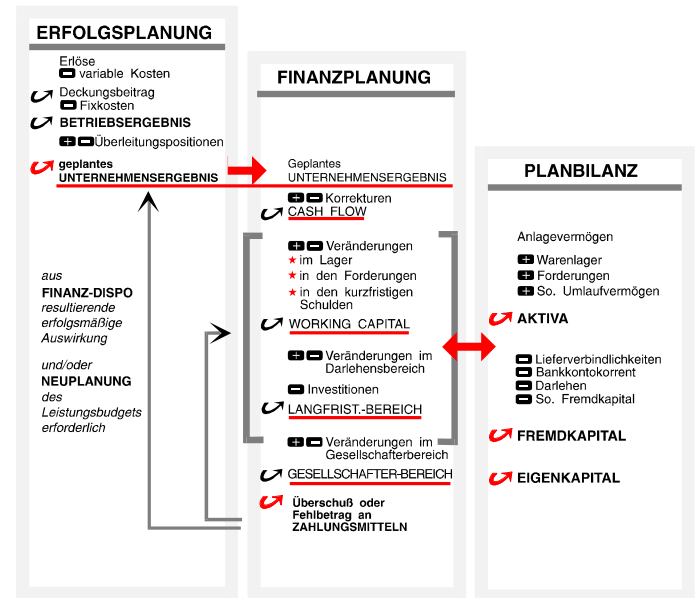 ERFOLGSPLANUNG
Erlöse
variable Kosten
Deckungsbeitrag
Fixkosten
BETRIEBSERGEBNIS
Überleitungspositionen
geplantes
UNTERNEHMENSERGEBNIS
aus
FINANZ-DISPO
resultierende
erfolgsmäßige
Auswirkung
und/oder
NEUPLANUNG
des
Leistungsbudgets
erforderlich
FINANZPLANUNG
Geplantes
UNTERNEHMENSERGEBNIS
Korrekturen
CASH FLOW
Veränderungen
im Lager
in den Forderungen
in den kurzfristigen
Schulden
WORKING CAPITAL
Veränderungen im
Darlehensbereich
Investitionen
LANGFRIST.-BEREICH
Veränderungen im
Gesellschafterbereich
GESELLSCHAFTER-BEREICH
Überschuß oder
Fehlbetrag an
ZAHLUNGSMITTELN
PLANBILANZ
Anlagevermögen
Warenlager
Forderungen
So. Umlaufvermögen
AKTIVA
Lieferverbindlichkeiten
Bankkontokorrent
Darlehen
So. Fremdkapital
FREMDKAPITAL
EIGENKAPITAL